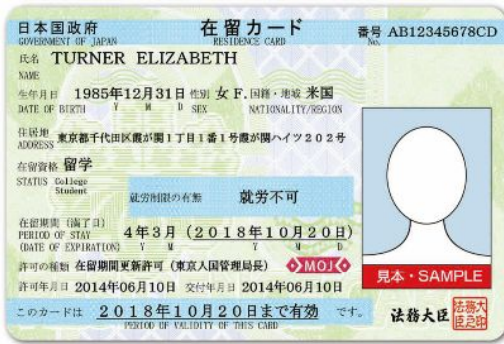 日本国政府 在留カード 番号 AB12345678CD
GOVERNMENT OF JAPAN RESIDENCE CARD No.
氏名 TURNER ELIZABETH
NAME
生年月日 1985年12月31日 性別 女 F. 国籍・地域 米国
DATE OF BIRTH Y M D SEX NATIONALITY/REGION
住居地 東京都千代田区霞が関1丁目1番1号霞が関ハイツ202号
ADDRESS
在留資格 留学
STATUS College Student
就労制限の有無 就労不可
在留期間(満了日) 4年3月(2018年10月20日)
PERIOD OF STAY Y M Y M D
(DATE OF EXPIRATION)
許可の種類 在留期間更新許可(東京入国管理局長) MOJ
見本・SAMPLE
許可年月日 2014年06月10日 交付年月日 2014年06月10日
このカードは 2018年10月20日まで有効 です。
PERIOD OF VALIDITY OF THIS CARD
法務大臣